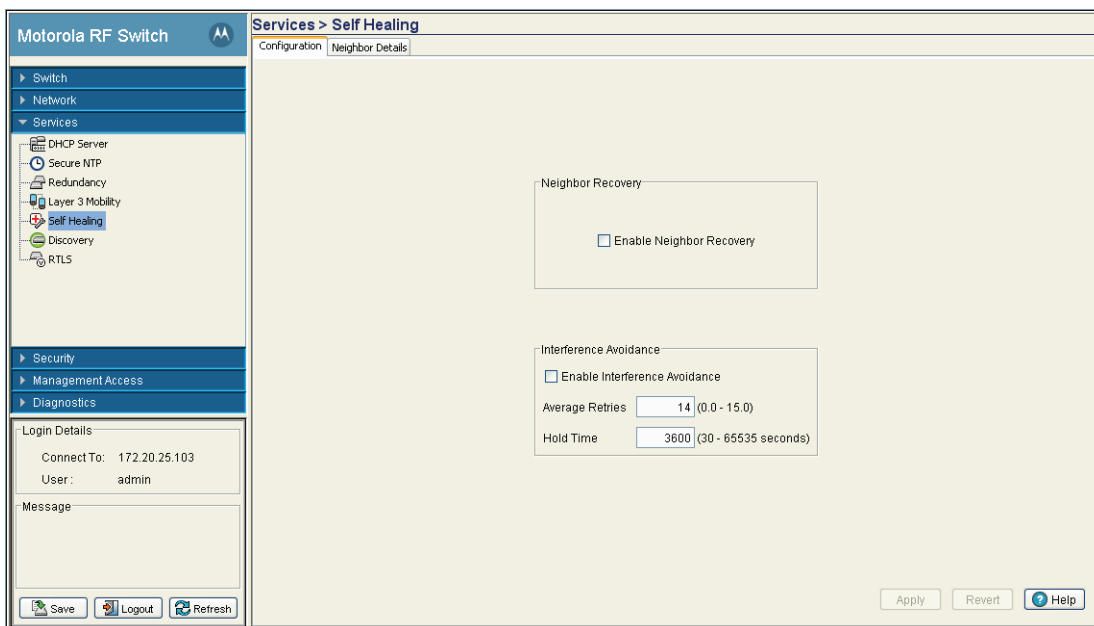 Motorola RF Switch
Switch
Network
Services
DHCP Server
Secure NTP
Redundancy
Layer 3 Mobility
Self Healing
Discovery
RTLS
Security
Management Access
Diagnostics
Login Details
Connect To: 172.20.25.103
User : admin
Message
Save Logout Refresh
Services > Self Healing
Configuration Neighbor Details
Neighbor Recovery
Enable Neighbor Recovery
Interference Avoidance
Enable Interference Avoidance
Average Retries 14 (0.0 - 15.0)
Hold Time 3600 (30 - 65535 seconds)
Apply Revert Help